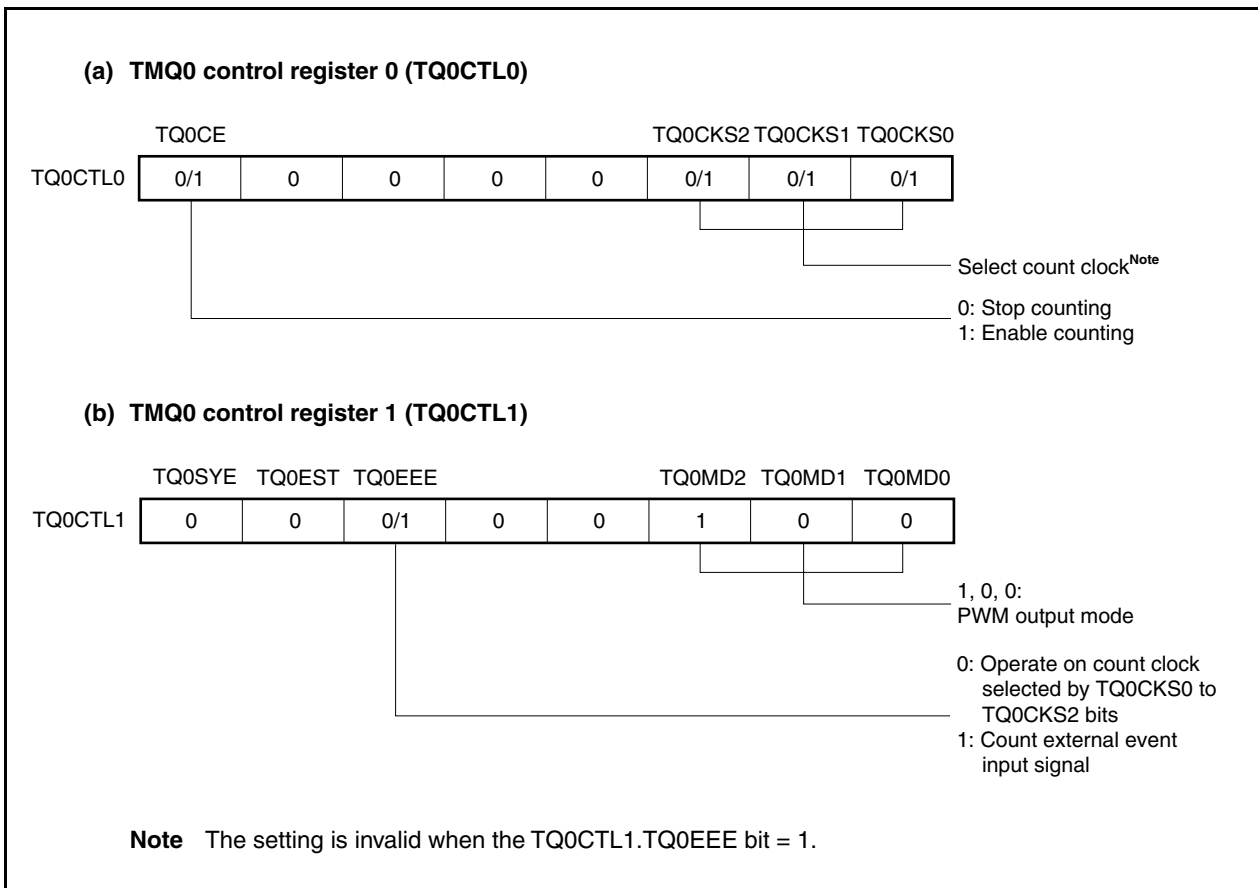 (a) TMQ0 control register 0 (TQ0CTL0)
TQ0CE TQ0CKS2 TQ0CKS1 TQ0CKS0
TQ0CTL0 0/1 0 0 0 0 0/1 0/1 0/1
Select count clockNote
0: Stop counting
1: Enable counting
(b) TMQ0 control register 1 (TQ0CTL1)
TQ0SYE TQ0EST TQ0EEE TQ0MD2 TQ0MD1 TQ0MD0
TQ0CTL1 0 0 0/1 0 0 1 0 0
1, 0, 0:
PWM output mode
0: Operate on count clock
selected by TQ0CKS0 to
TQ0CKS2 bits
1: Count external event
input signal
Note The setting is invalid when the TQ0CTL1.TQ0EEE bit = 1.